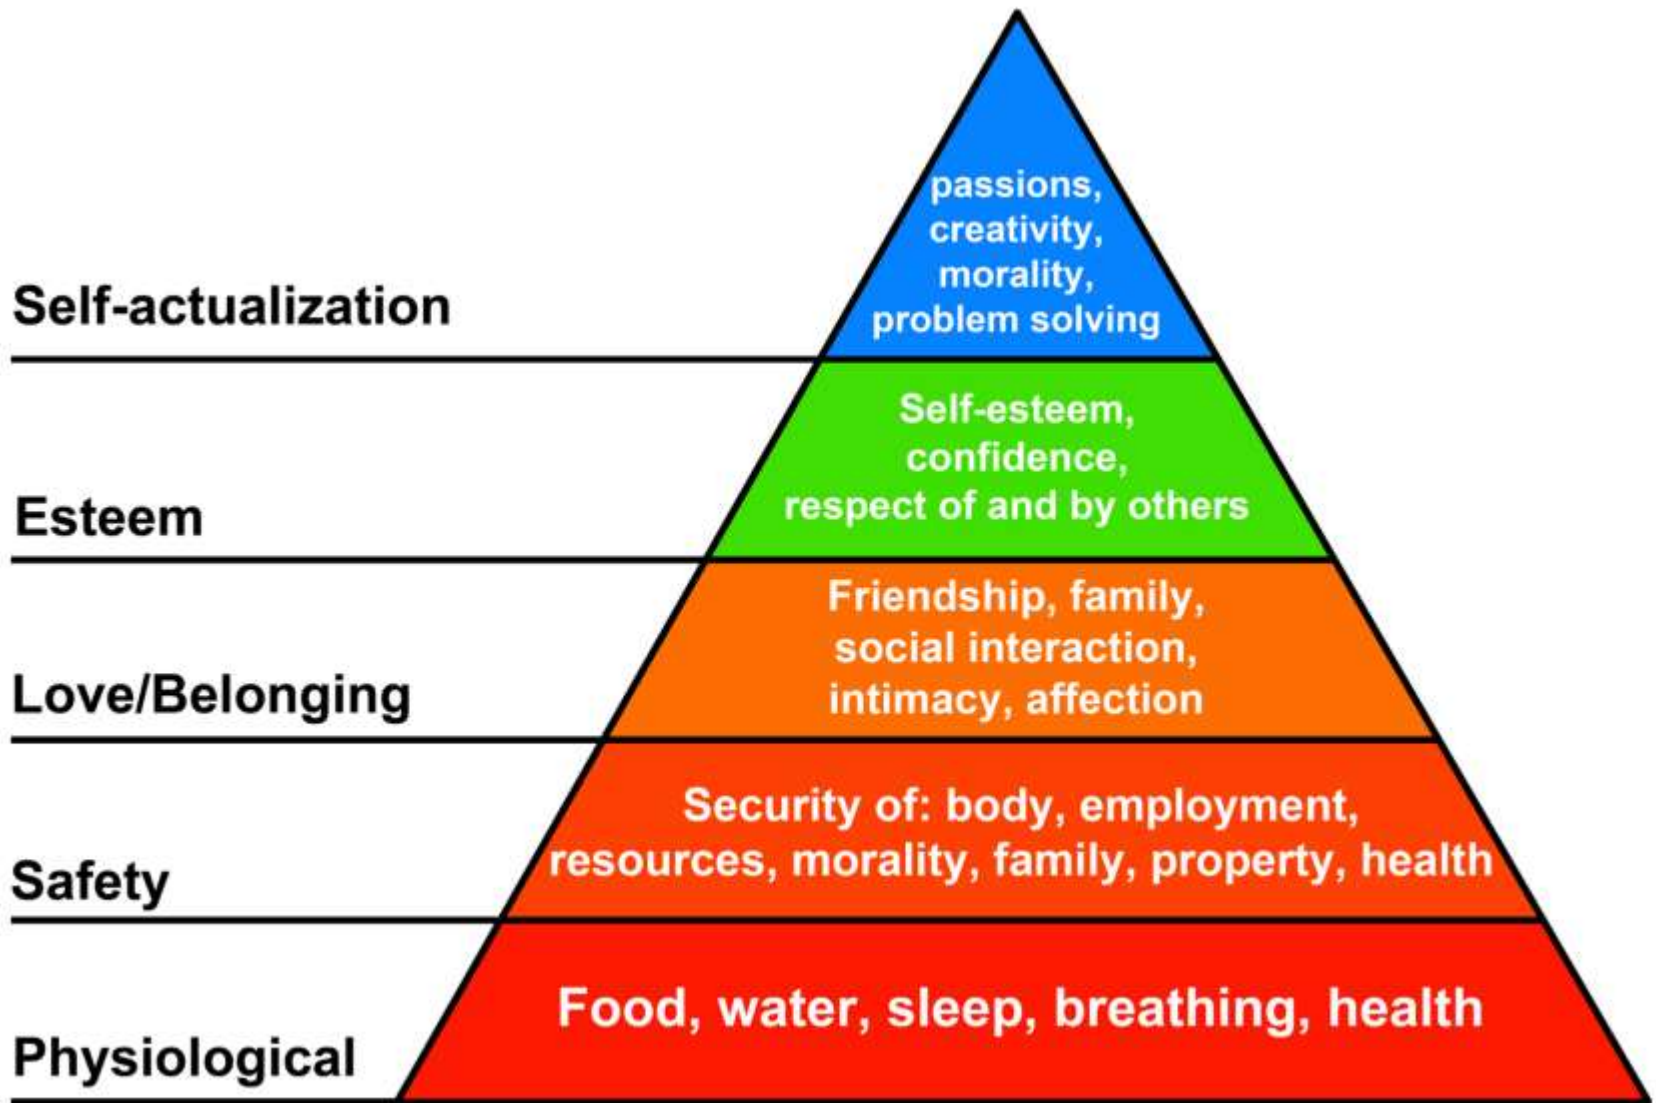 passions,
creativity,
morality,
problem solving
Self-actualization
Self-esteem,
confidence,
respect of and by others
Esteem
Friendship, family,
social interaction,
intimacy, affection
Love/Belonging
Security of: body, employment,
resources, morality, family, property, health
Safety
Food, water, sleep, breathing, health
Physiological